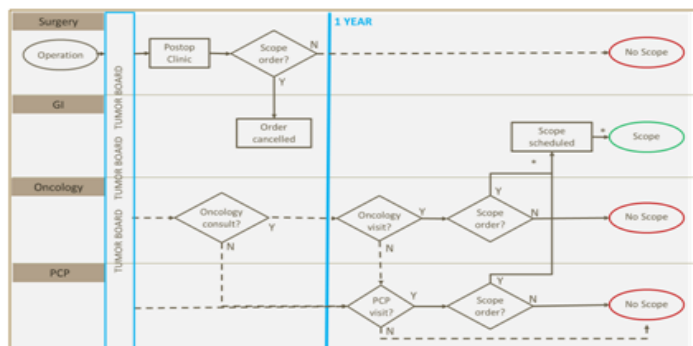 Surgery
1 YEAR
Operation
Postop
Clinic
Scope
order?
N
No Scope
Y
TUMOR BOARD
GI
Order
cancelled
Scope
scheduled
*
Scope
*
TUMOR BOARD
Oncology
Y
Oncology
consult?
Y
Oncology
visit?
Y
Scope
order?
N
No Scope
N
N
TUMOR BOARD
PCP
Y
PCP
visit?
Y
Scope
order?
N
No Scope
N